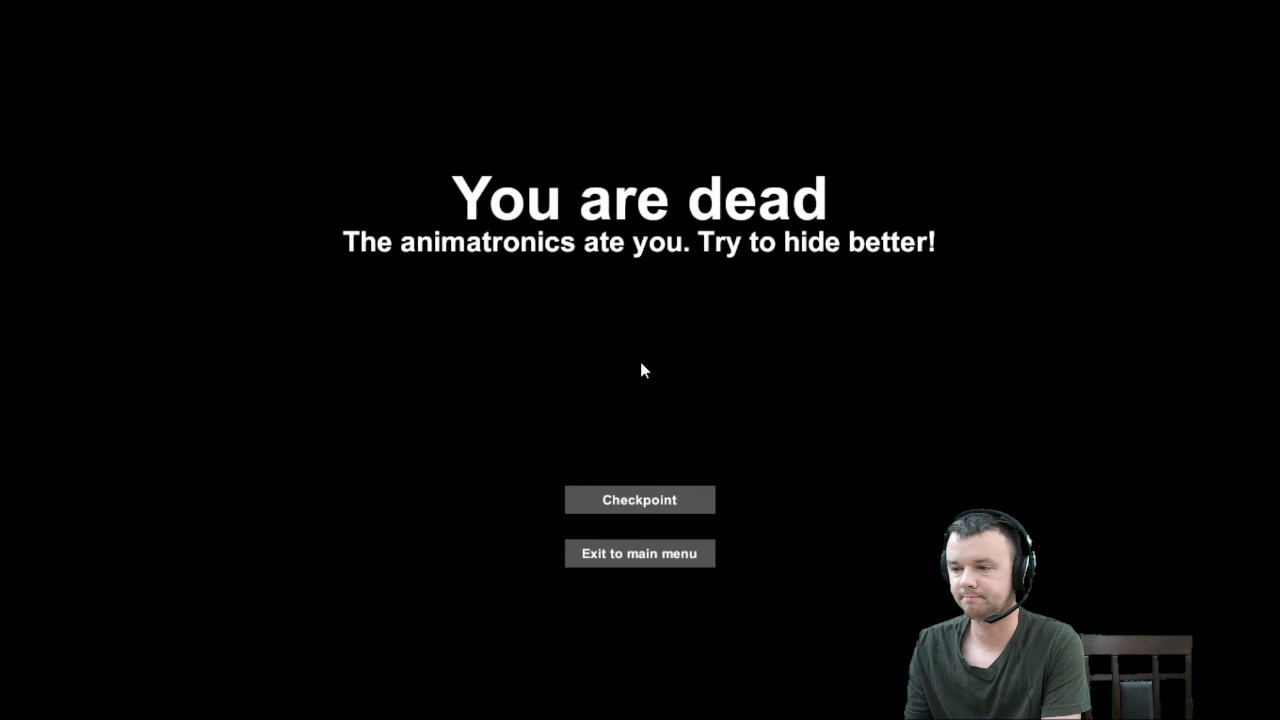 You are dead
The animatronics ate you. Try to hide better!
Checkpoint
Exit to main menu